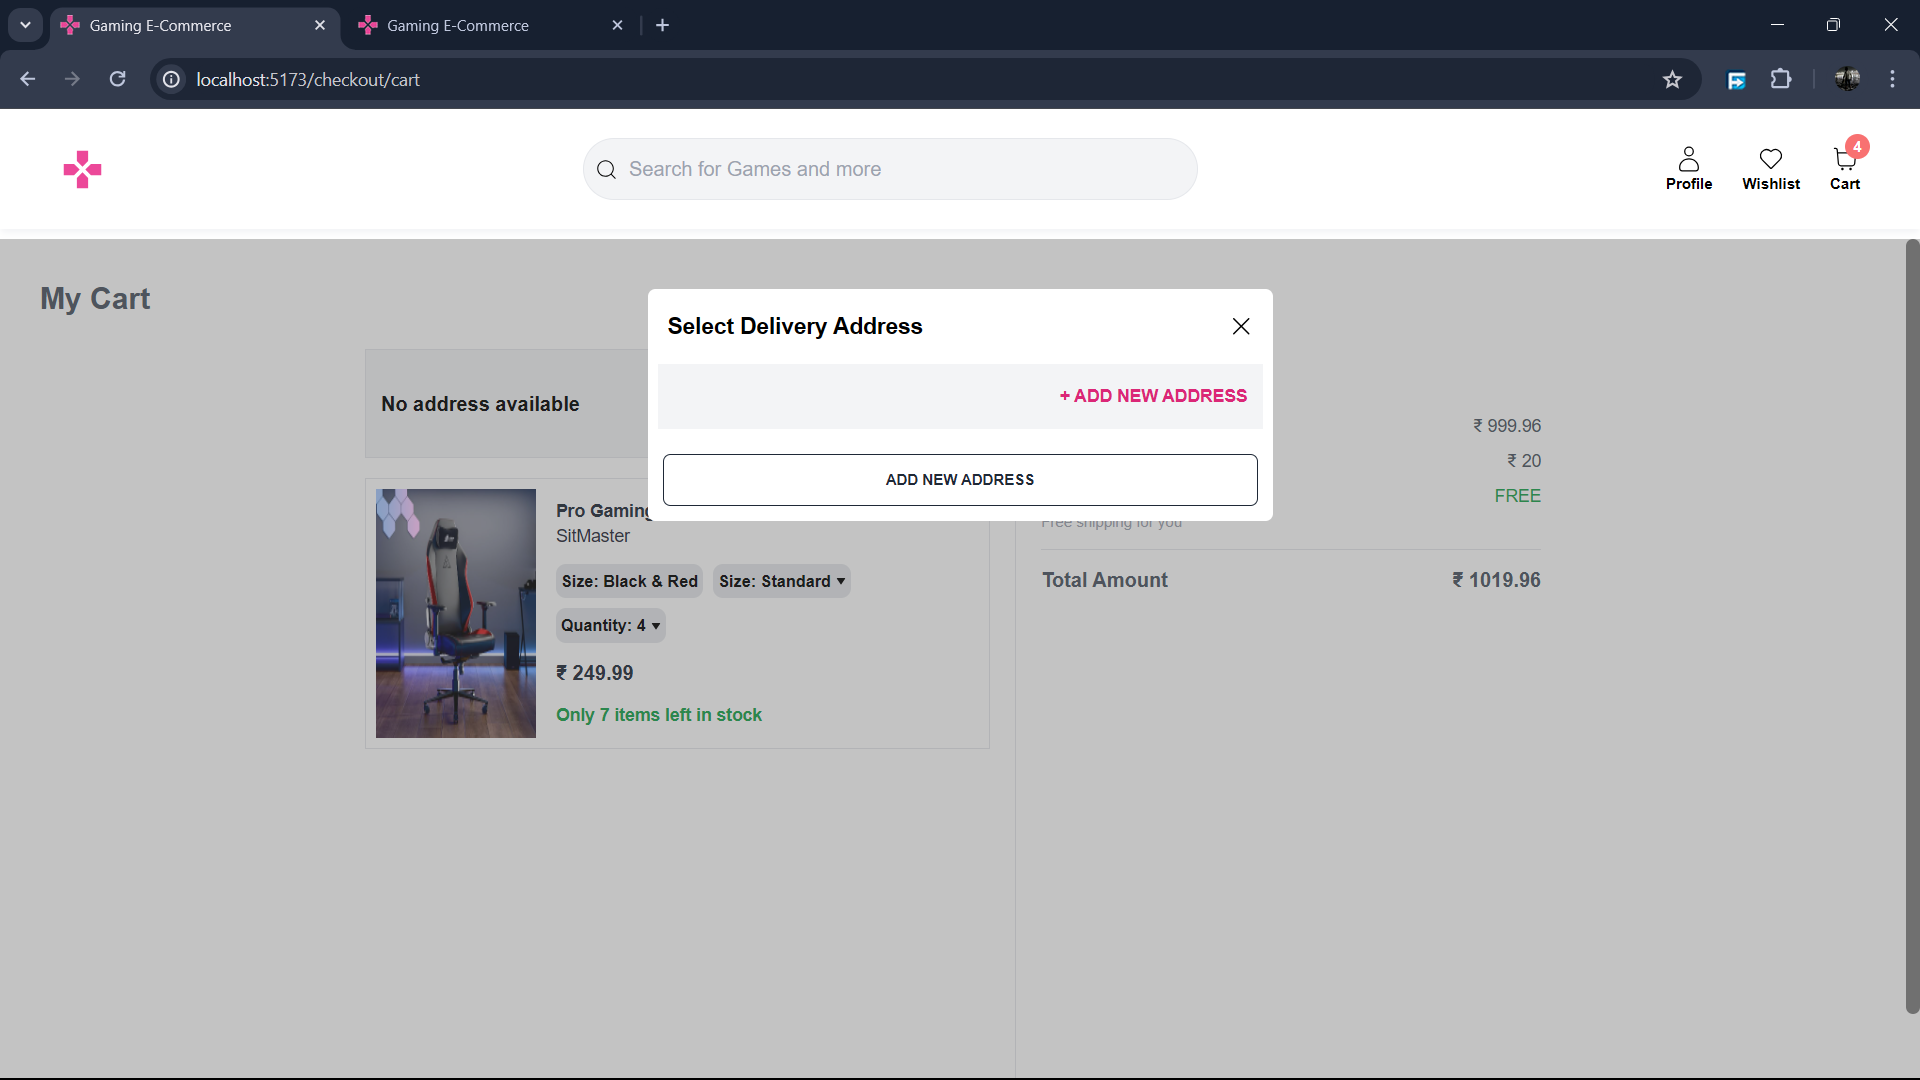 Gaming E-Commerce
Gaming E-Commerce
localhost:5173/checkout/cart
Search for Games and more
Profile
Wishlist
4
Cart
My Cart
Select Delivery Address
+ ADD NEW ADDRESS
ADD NEW ADDRESS
No address available
Pro Gaming
SitMaster
Size: Black & Red
Size: Standard ▾
Quantity: 4 ▾
₹ 249.99
Only 7 items left in stock
₹ 999.96
₹ 20
FREE
Free shipping for you
Total Amount
₹ 1019.96